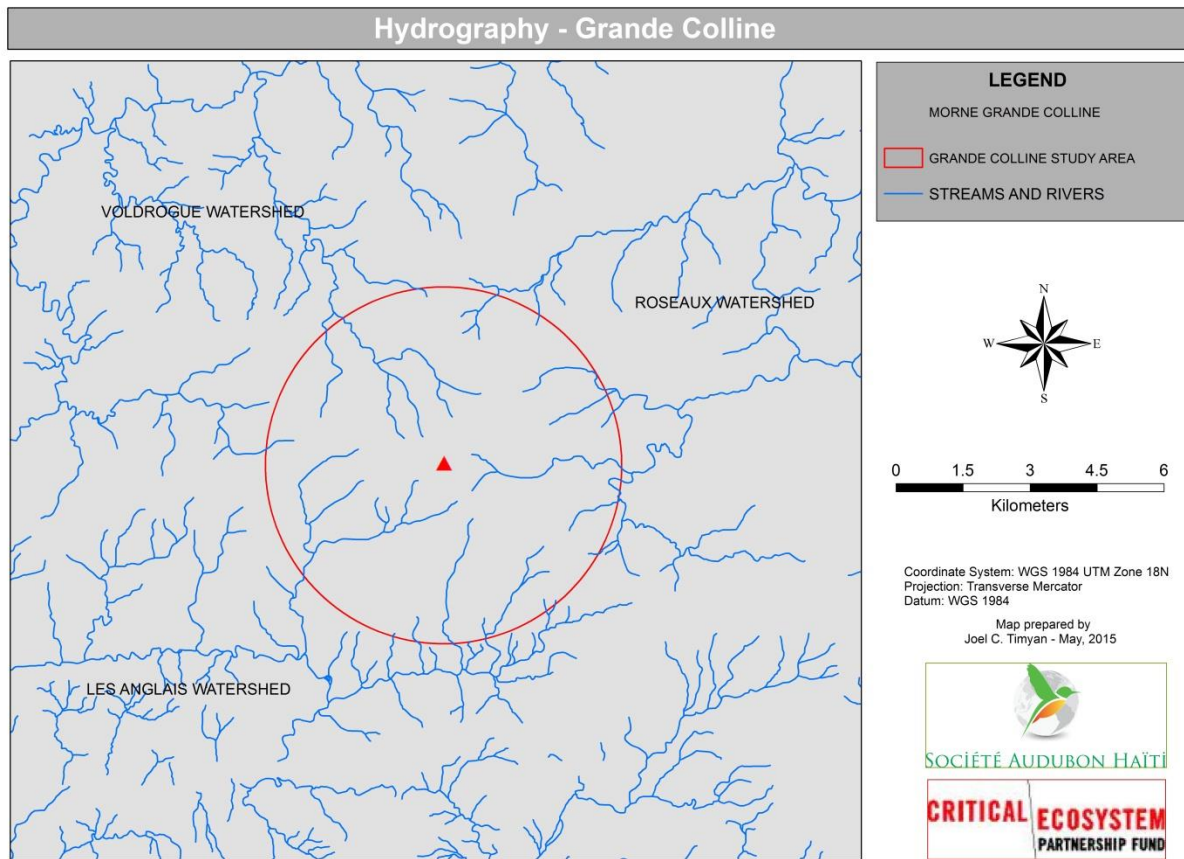 Hydrography - Grande Colline
VOLDROGUE WATERSHED
ROSEAUX WATERSHED
LES ANGLAIS WATERSHED
LEGEND
MORNE GRANDE COLLINE
GRANDE COLLINE STUDY AREA
STREAMS AND RIVERS
N
W E
S
0 1.5 3 4.5 6
Kilometers
Coordinate System: WGS 1984 UTM Zone 18N
Projection: Transverse Mercator
Datum: WGS 1984
Map prepared by
Joel C. Timyan - May, 2015
SOCIÉTÉ AUDUBON HAÏTI
CRITICAL ECOSYSTEM
PARTNERSHIP FUND